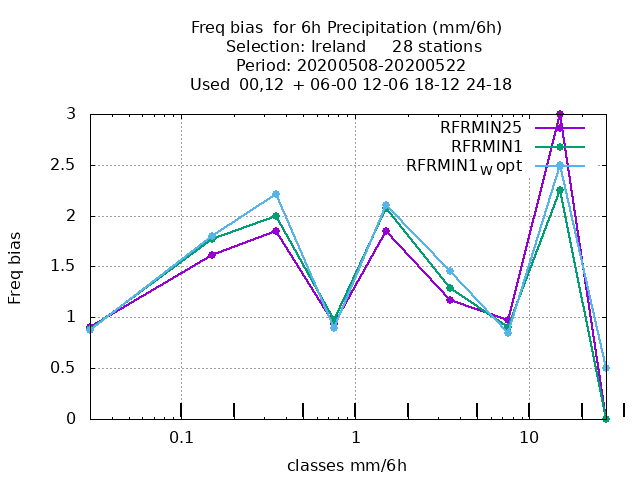 Freq bias  for 6h Precipitation (mm/6h)
Selection: Ireland     28 stations
Period: 20200508-20200522
Used  00,12  + 06-00 12-06 18-12 24-18
RFRMIN25
RFRMIN1
RFRMIN1W opt
3
2.5
2
1.5
1
0.5
0
Freq bias
0.1
1
10
classes mm/6h